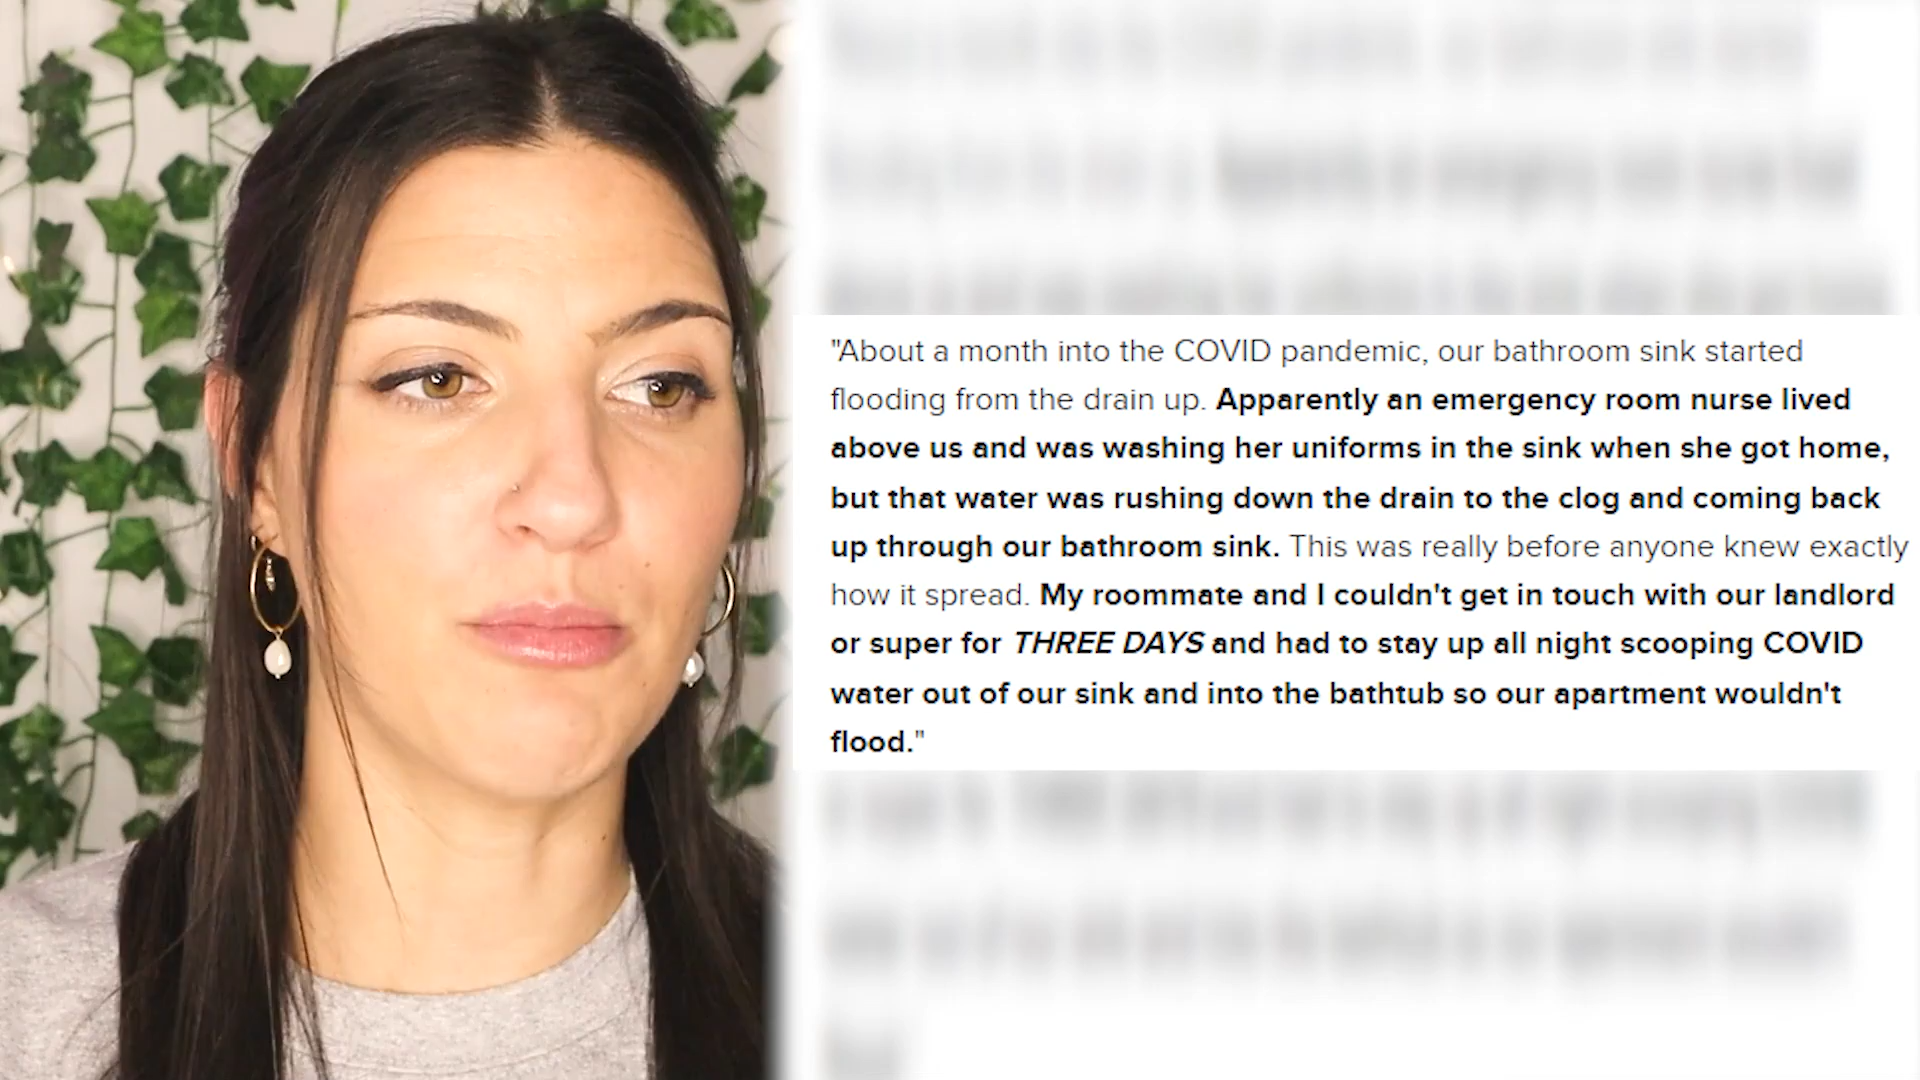 "About a month into the COVID pandemic, our bathroom sink started
flooding from the drain up. Apparently an emergency room nurse lived
above us and was washing her uniforms in the sink when she got home,
but that water was rushing down the drain to the clog and coming back
up through our bathroom sink. This was really before anyone knew exactly
how it spread. My roommate and I couldn't get in touch with our landlord
or super for THREE DAYS and had to stay up all night scooping COVID
water out of our sink and into the bathtub so our apartment wouldn't
flood."